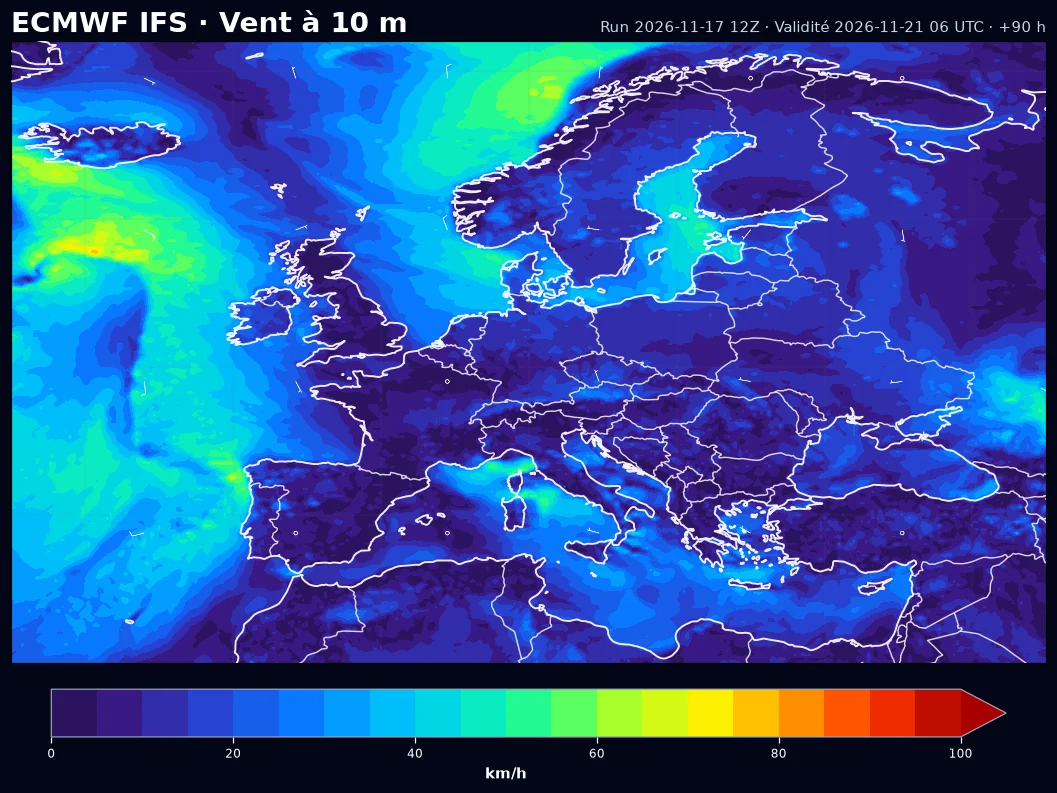 ECMWF IFS · Vent à 10 m
Run 2026-11-17 12Z · Validité 2026-11-21 06 UTC · +90 h
0 20 40 60 80 100
km/h